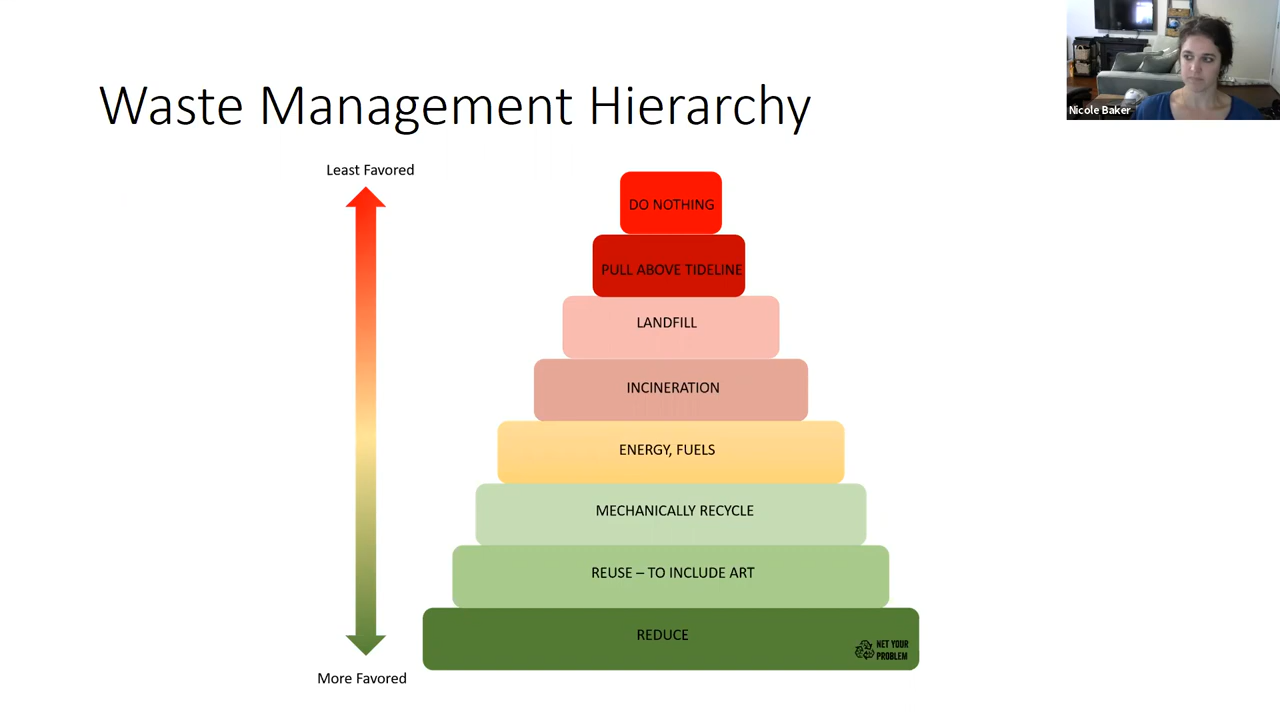 Nicole Baker
Waste Management Hierarchy
Least Favored
DO NOTHING
PULL ABOVE TIDELINE
LANDFILL
INCINERATION
ENERGY, FUELS
MECHANICALLY RECYCLE
REUSE – TO INCLUDE ART
REDUCE
NET YOUR
PROBLEM
More Favored